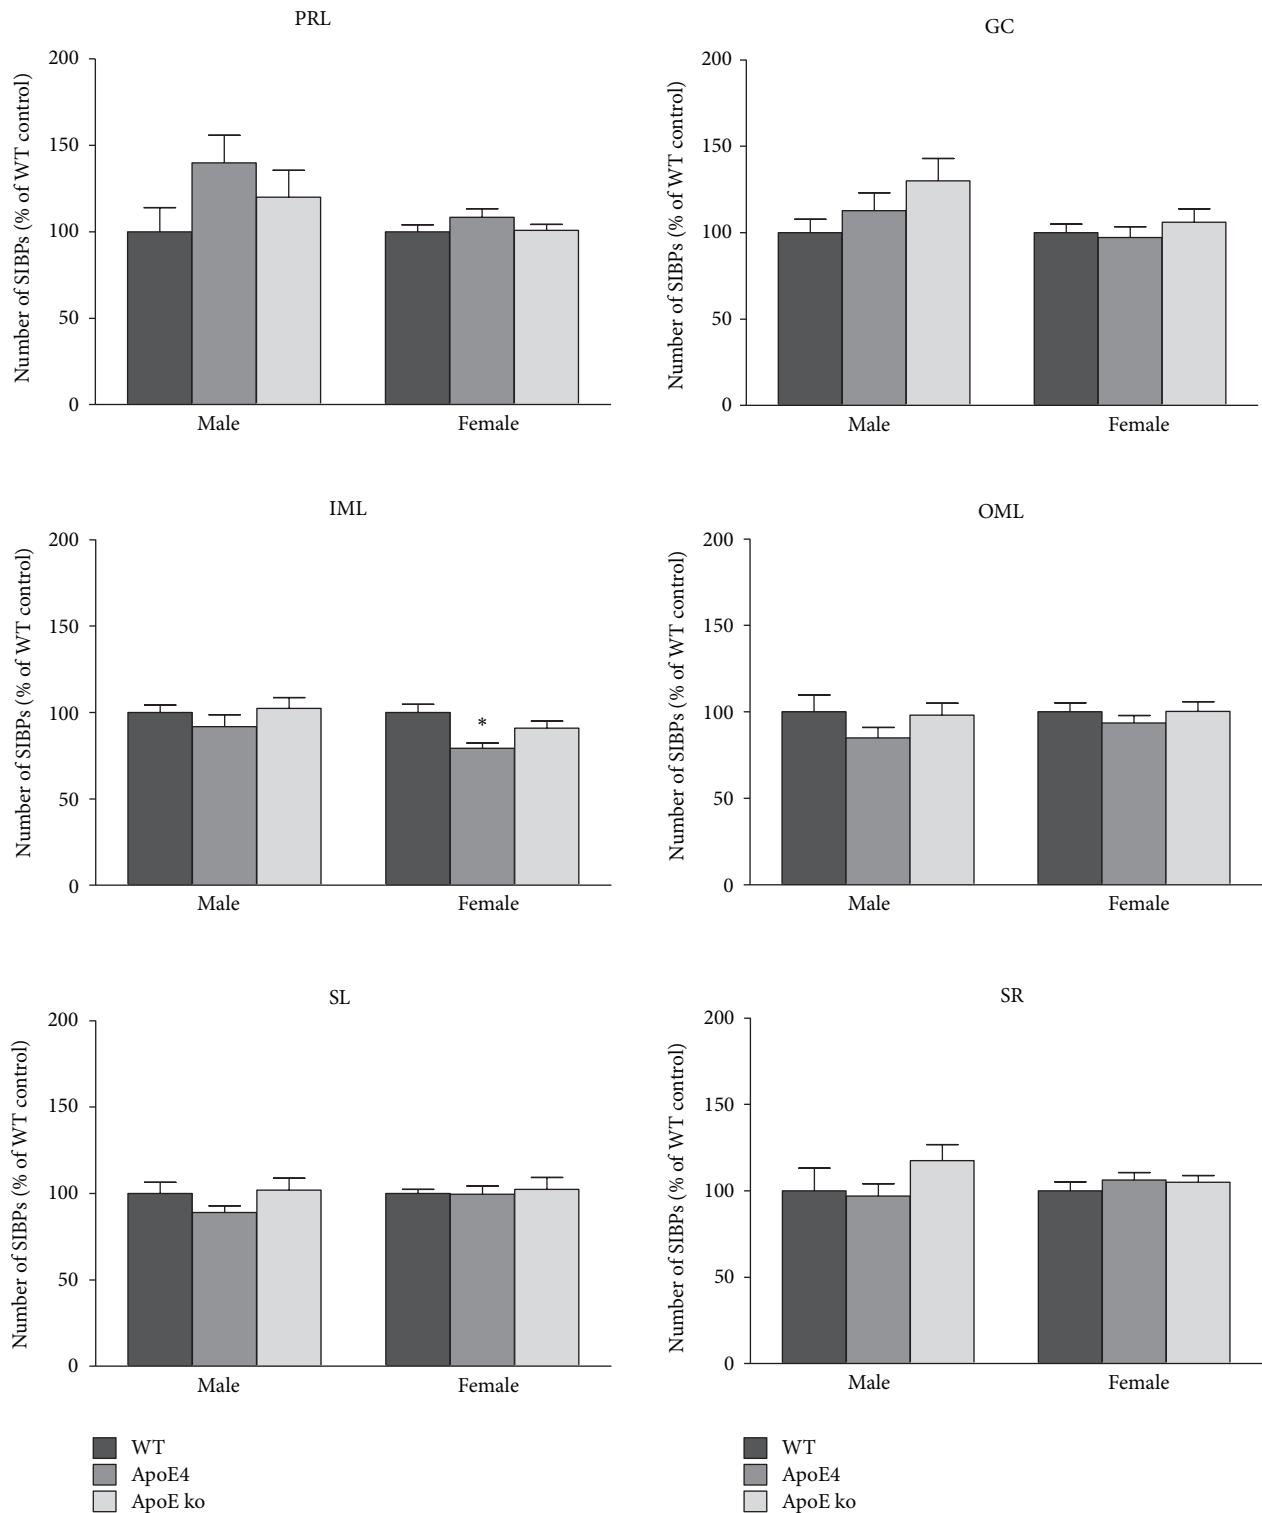 PRL
Number of SIBPs (% of WT control)
200
150
100
50
0
Male
Female
GC
Number of SIBPs (% of WT control)
200
150
100
50
0
Male
Female
IML
Number of SIBPs (% of WT control)
200
150
100
50
0
*
Male
Female
OML
Number of SIBPs (% of WT control)
200
150
100
50
0
Male
Female
SL
Number of SIBPs (% of WT control)
200
150
100
50
0
Male
Female
SR
Number of SIBPs (% of WT control)
200
150
100
50
0
Male
Female
WT
ApoE4
ApoE ko
WT
ApoE4
ApoE ko